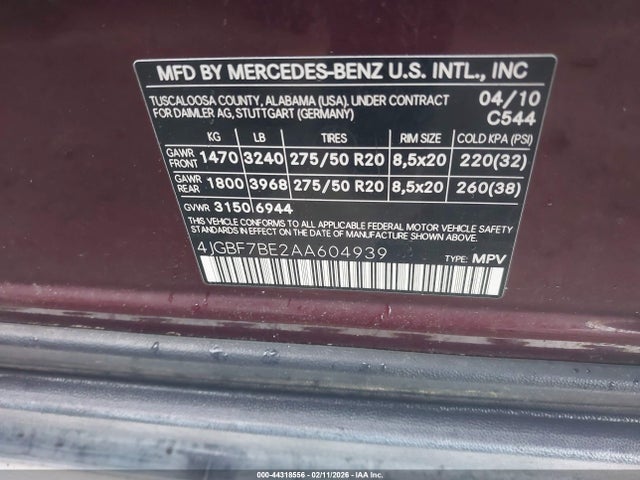 MFD BY MERCEDES-BENZ U.S. INTL., INC
TUSCALOOSA COUNTY, ALABAMA (USA). UNDER CONTRACT 04/10
FOR DAIMLER AG, STUTTGART (GERMANY) C544
KG LB TIRES RIM SIZE COLD KPA (PSI)
GAWR FRONT 1470 3240 275/50 R20 8,5x20 220(32)
GAWR REAR 1800 3968 275/50 R20 8,5x20 260(38)
GVWR 3150 6944
THIS VEHICLE CONFORMS TO ALL APPLICABLE FEDERAL MOTOR VEHICLE SAFETY
STANDARDS IN EFFECT ON THE DATE OF MANUFACTURE SHOWN ABOVE.
4JGBF7BE2AA604939 TYPE: MPV
000-44318556 - 02/11/2026 - IAA Inc.